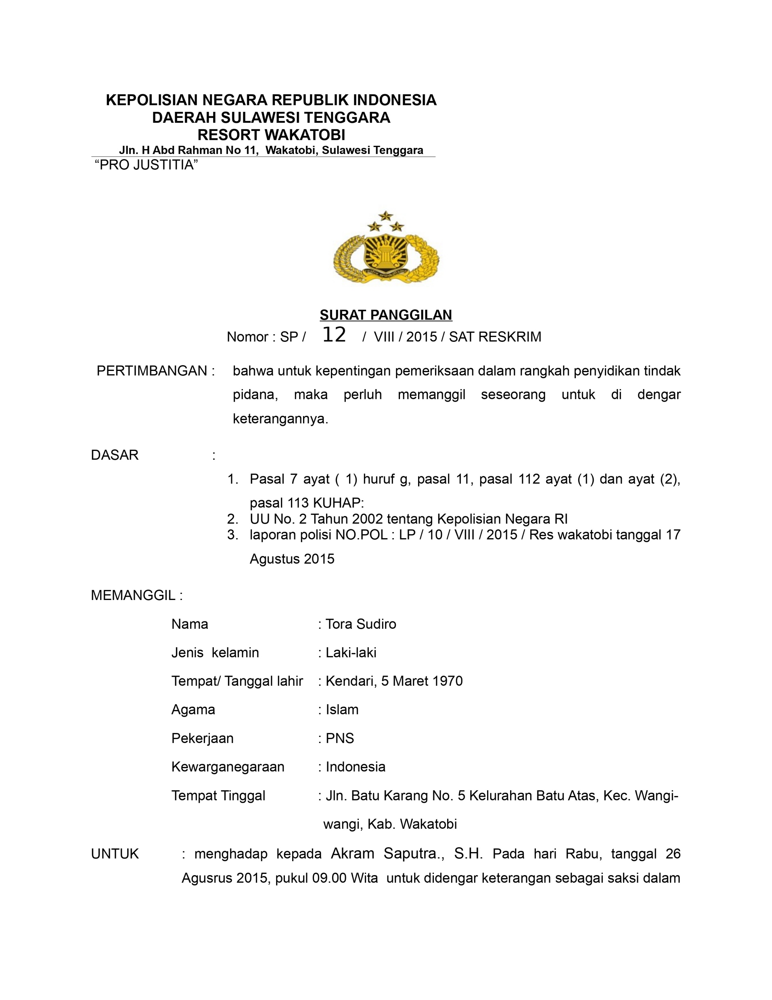 KEPOLISIAN NEGARA REPUBLIK INDONESIA
DAERAH SULAWESI TENGGARA
RESORT WAKATOBI
Jln. H Abd Rahman No 11,  Wakatobi, Sulawesi Tenggara
“PRO JUSTITIA”
SURAT PANGGILAN
Nomor : SP / 12 / VIII / 2015 / SAT RESKRIM
PERTIMBANGAN : bahwa untuk kepentingan pemeriksaan dalam rangkah penyidikan tindak
pidana, maka perluh memanggil seseorang untuk di dengar
keterangannya.
DASAR :
1. Pasal 7 ayat ( 1) huruf g, pasal 11, pasal 112 ayat (1) dan ayat (2),
pasal 113 KUHAP:
2. UU No. 2 Tahun 2002 tentang Kepolisian Negara RI
3. laporan polisi NO.POL : LP / 10 / VIII / 2015 / Res wakatobi tanggal 17
Agustus 2015
MEMANGGIL :
Nama : Tora Sudiro
Jenis  kelamin : Laki-laki
Tempat/ Tanggal lahir : Kendari, 5 Maret 1970
Agama : Islam
Pekerjaan : PNS
Kewarganegaraan : Indonesia
Tempat Tinggal : Jln. Batu Karang No. 5 Kelurahan Batu Atas, Kec. Wangi-
wangi, Kab. Wakatobi
UNTUK : menghadap kepada Akram Saputra., S.H. Pada hari Rabu, tanggal 26
Agusrus 2015, pukul 09.00 Wita  untuk didengar keterangan sebagai saksi dalam